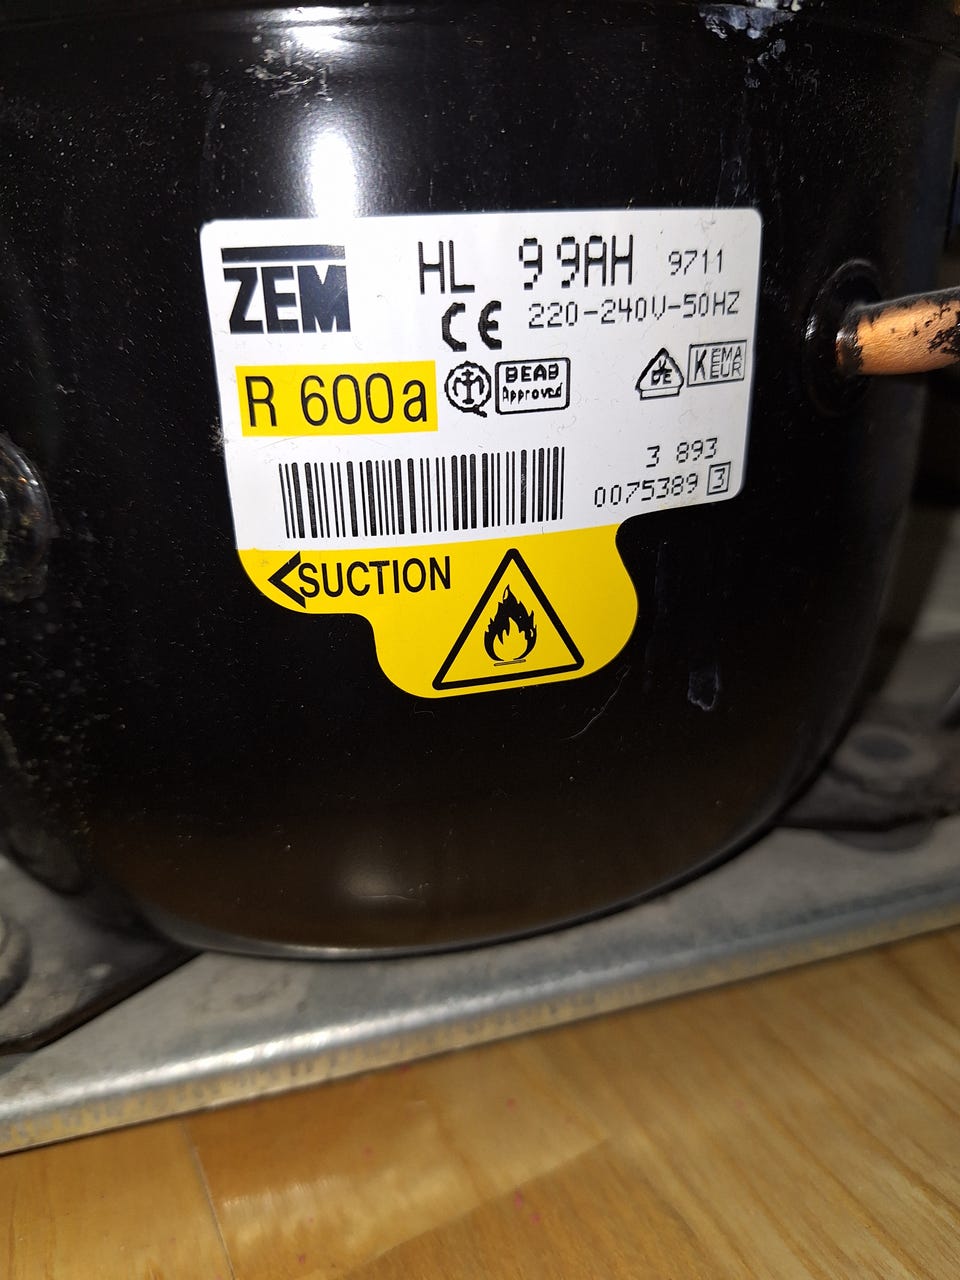 ZEM
HL 99AH 9711
CE 220-240V-50HZ
R 600a
BEAB
Approved
KEMA
EUR
3 893
0075389 3
<SUCTION